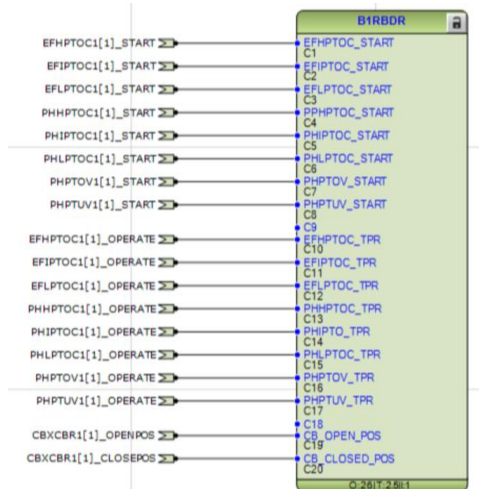 B1RBDR
EFHPTOC1[1]_START EFHPTOC_START
C1
EFIPTOC1[1]_START EFIPTOC_START
C2
EFLPTOC1[1]_START EFLPTOC_START
C3
PHHPTOC1[1]_START PPHPTOC_START
C4
PHIPTOC1[1]_START PHIPTOC_START
C5
PHLPTOC1[1]_START PHLPTOC_START
C6
PHPTOV1[1]_START PHPTOV_START
C7
PHPTUV1[1]_START PHPTUV_START
C8
C9
EFHPTOC1[1]_OPERATE EFHPTOC_TPR
C10
EFIPTOC1[1]_OPERATE EFIPTOC_TPR
C11
EFLPTOC1[1]_OPERATE EFLPTOC_TPR
C12
PHHPTOC1[1]_OPERATE PHHPTOC_TPR
C13
PHIPTOC1[1]_OPERATE PHIPTO_TPR
C14
PHLPTOC1[1]_OPERATE PHLPTOC_TPR
C15
PHPTOV1[1]_OPERATE PHPTOV_TPR
C16
PHPTUV1[1]_OPERATE PHPTUV_TPR
C17
C18
CBXCBR1[1]_OPENPOS CB_OPEN_POS
C19
CBXCBR1[1]_CLOSEPOS CB_CLOSED_POS
C20